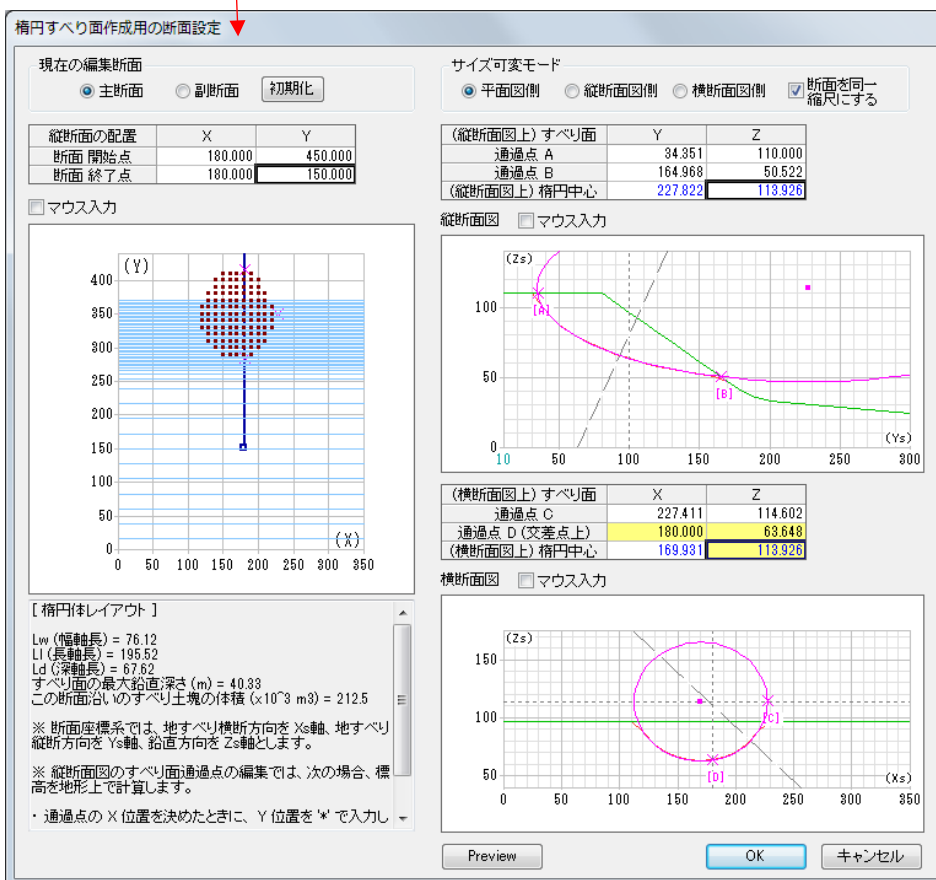 楕円すべり面作成用の断面設定
現在の編集断面
主断面 副断面 初期化
縦断面の配置 X Y
断面 開始点 180.000 450.000
断面 終了点 180.000 150.000
マウス入力
(Y)
400
350
300
250
200
150
100
50
0
(X)
0 50 100 150 200 250 300 350
[ 楕円体レイアウト ]
Lw (幅軸長) = 76.12
Ll (長軸長) = 195.52
Ld (深軸長) = 67.62
すべり面の最大鉛直深さ (m) = 40.33
この断面沿いのすべり土塊の体積 (x10^3 m3) = 212.5
※ 断面座標系では、地すべり横断方向を Xs軸、地すべり
縦断方向を Ys軸、鉛直方向を Zs軸とします。
※ 縦断面図のすべり面通過点の編集では、次の場合、標
高を地形上で計算します。
・ 通過点の X 位置を決めたときに、Y 位置を '*' で入力し
サイズ可変モード
平面図側 縦断面図側 横断面図側 断面を同一
縮尺にする
(縦断面図上) すべり面 Y Z
通過点 A 34.351 110.000
通過点 B 164.968 50.522
(縦断面図上) 楕円中心 227.822 113.926
縦断面図 マウス入力
(Zs)
100
[A]
50
[B]
0
(Ys)
10 50 100 150 200 250 300
(横断面図上) すべり面 X Z
通過点 C 227.411 114.602
通過点 D (交差点上) 180.000 63.648
(横断面図上) 楕円中心 169.931 113.926
横断面図 マウス入力
(Zs)
150
100
[C]
50
[D]
(Xs)
0 50 100 150 200 250 300 350
Preview OK キャンセル